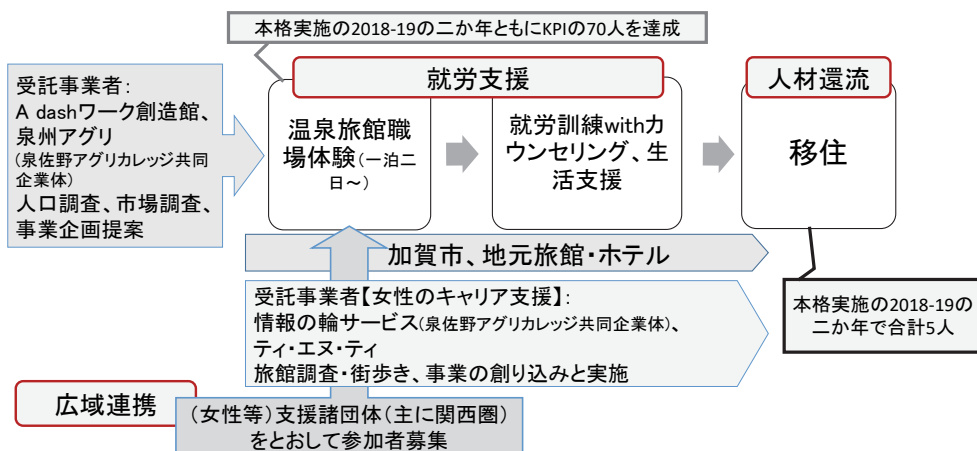 本格実施の2018-19の二か年ともにKPIの70人を達成
受託事業者：
A dashワーク創造館、
泉州アグリ
(泉佐野アグリカレッジ共同
企業体)
人口調査、市場調査、
事業企画提案
就労支援
温泉旅館職
場体験(一泊二
日～)
就労訓練withカ
ウンセリング、生
活支援
人材還流
移住
加賀市、地元旅館・ホテル
受託事業者【女性のキャリア支援】：
情報の輪サービス(泉佐野アグリカレッジ共同企業体)、
ティ・エヌ・ティ
旅館調査・街歩き、事業の創り込みと実施
本格実施の2018-19の
二か年で合計5人
広域連携
(女性等)支援諸団体(主に関西圏)
をとおして参加者募集